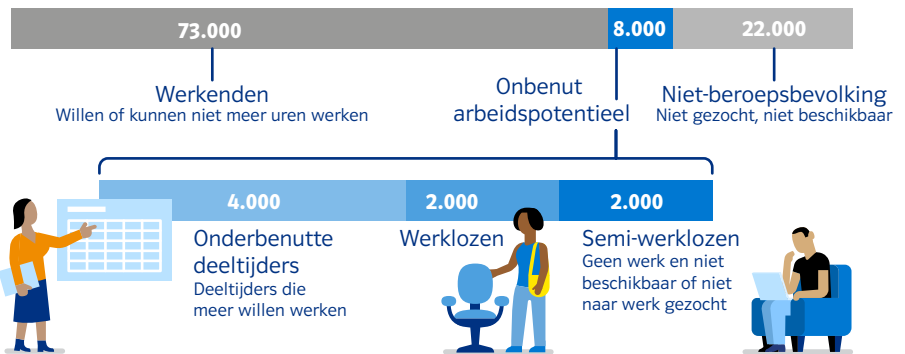 73.000
8.000
22.000
Werkenden
Willen of kunnen niet meer uren werken
Onbenut
arbeidspotentieel
Niet-beroepsbevolking
Niet gezocht, niet beschikbaar
4.000
2.000
2.000
Onderbenutte
deeltijders
Deeltijders die
meer willen werken
Werklozen
Semi-werklozen
Geen werk en niet
beschikbaar of niet
naar werk gezocht